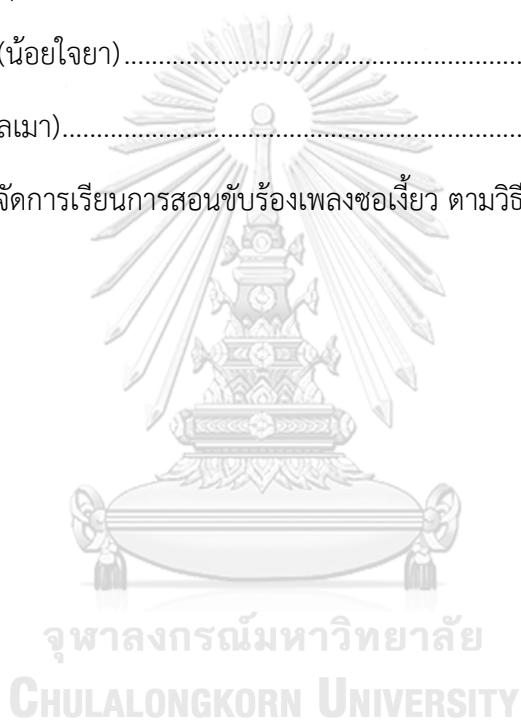 (น้อยใจยา)......................................................................
ลเมา)................................................................................
จัดการเรียนการสอนขับร้องเพลงซอเงี้ยว ตามวิธี
จุฬาลงกรณ์มหาวิทยาลัย
CHULALONGKORN UNIVERSITY